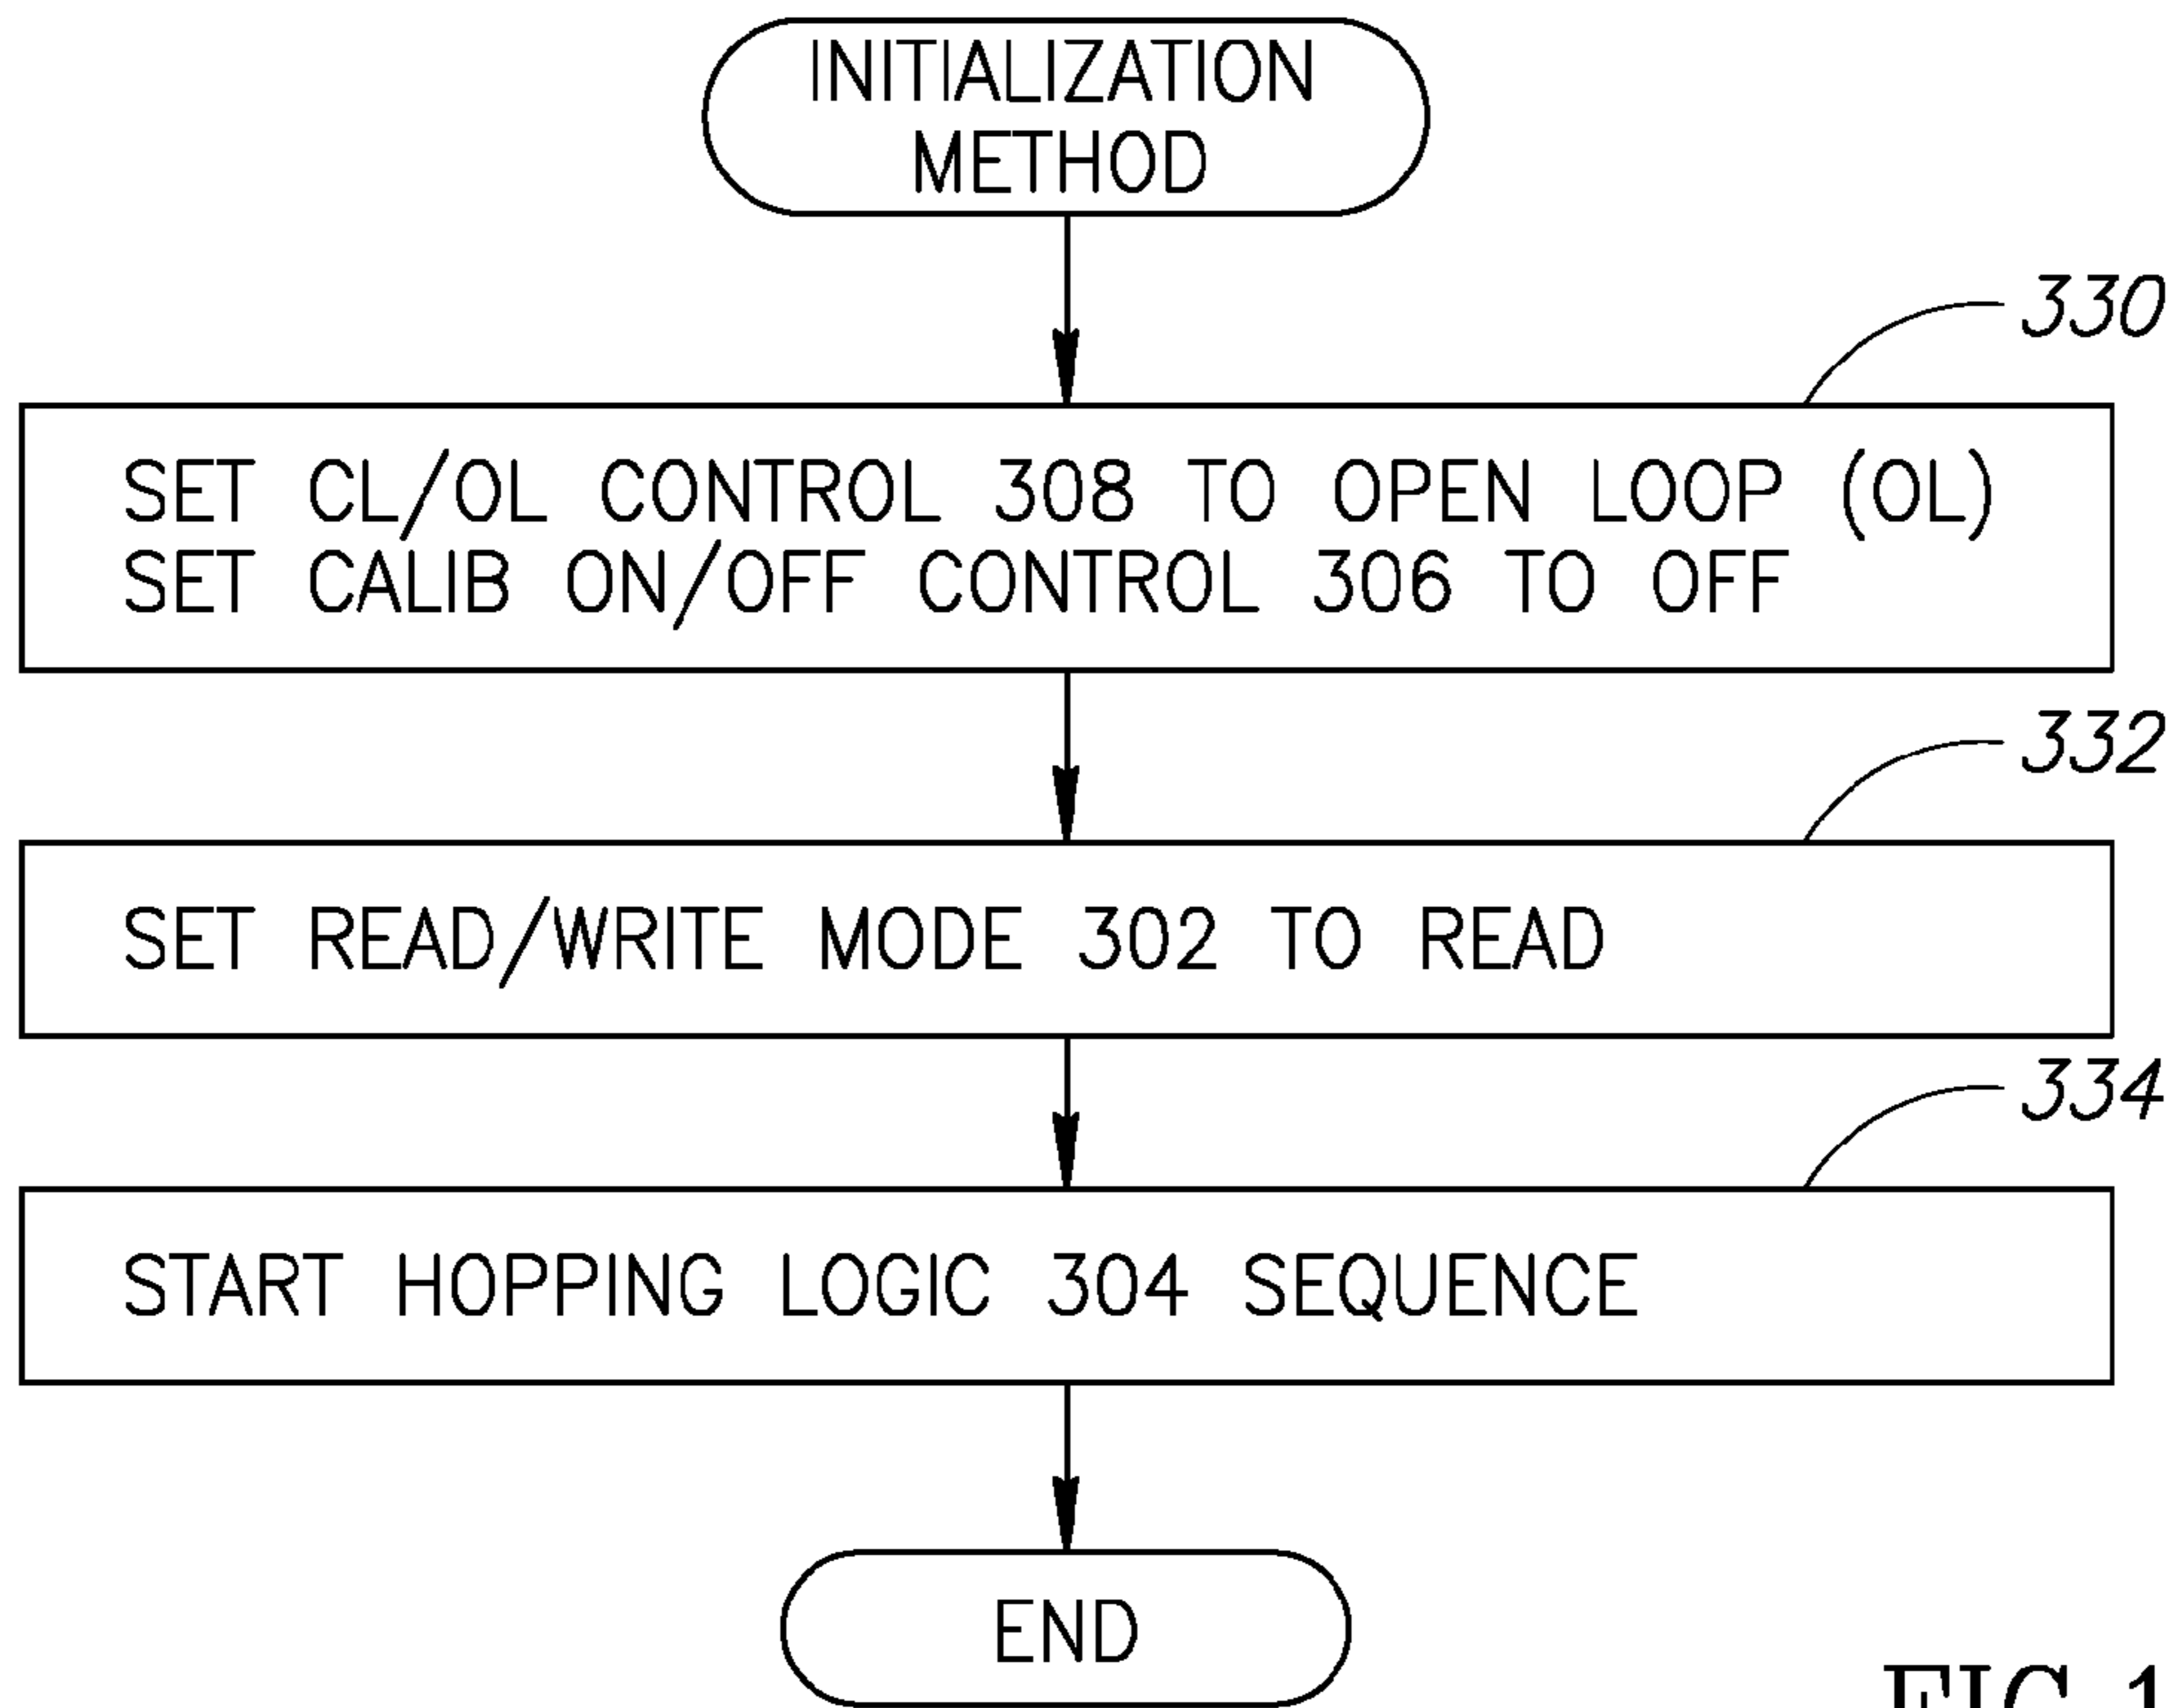 INITIALIZATION
METHOD
330
SET CL/OL CONTROL 308 TO OPEN LOOP (OL)
SET CALIB ON/OFF CONTROL 306 TO OFF
332
SET READ/WRITE MODE 302 TO READ
334
START HOPPING LOGIC 304 SEQUENCE
END